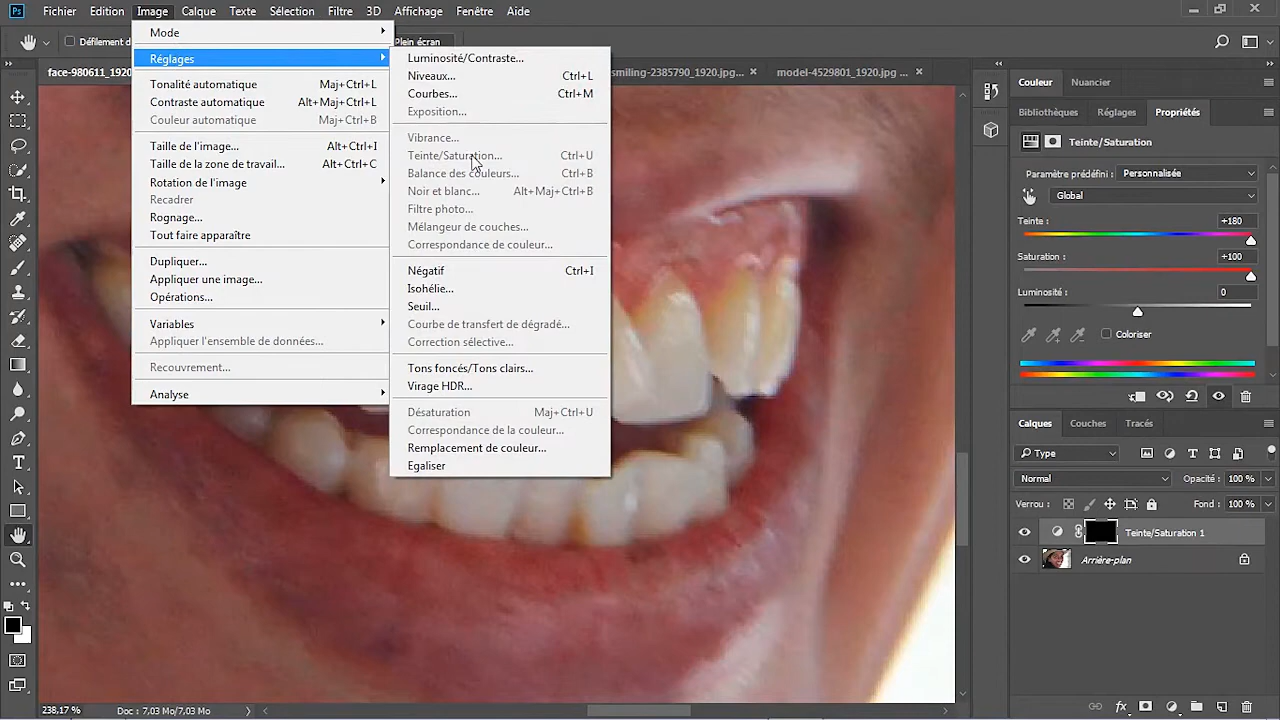 Ps Fichier Edition Image Calque Texte Sélection Filtre 3D Affichage Fenêtre Aide
Défilement d
Plein écran
face-980611_1920
smiling-2385790_1920.jpg...
model-4529801_1920.jpg ...
Mode
Réglages
Tonalité automatique Maj+Ctrl+L
Contraste automatique Alt+Maj+Ctrl+L
Couleur automatique Maj+Ctrl+B
Taille de l'image... Alt+Ctrl+I
Taille de la zone de travail... Alt+Ctrl+C
Rotation de l'image
Recadrer
Rognage...
Tout faire apparaître
Dupliquer...
Appliquer une image...
Opérations...
Variables
Appliquer l'ensemble de données...
Recouvrement...
Analyse
Luminosité/Contraste...
Niveaux... Ctrl+L
Courbes... Ctrl+M
Exposition...
Vibrance...
Teinte/Saturation... Ctrl+U
Balance des couleurs... Ctrl+B
Noir et blanc... Alt+Maj+Ctrl+B
Filtre photo...
Mélangeur de couches...
Correspondance de couleur...
Négatif Ctrl+I
Isohélie...
Seuil...
Courbe de transfert de dégradé...
Correction sélective...
Tons foncés/Tons clairs...
Virage HDR...
Désaturation Maj+Ctrl+U
Correspondance de la couleur...
Remplacement de couleur...
Egaliser
Couleur Nuancier
Bibliothèques Réglages Propriétés
Teinte/Saturation
Paramètre prédéfini : Personnalisée
Global
Teinte : +180
Saturation : +100
Luminosité : 0
Coloriser
Calques Couches Tracés
Type
Normal Opacité : 100 %
Verrou : Fond : 100 %
Teinte/Saturation 1
Arrière-plan
238,17 % Doc : 7,03 Mo/7,03 Mo